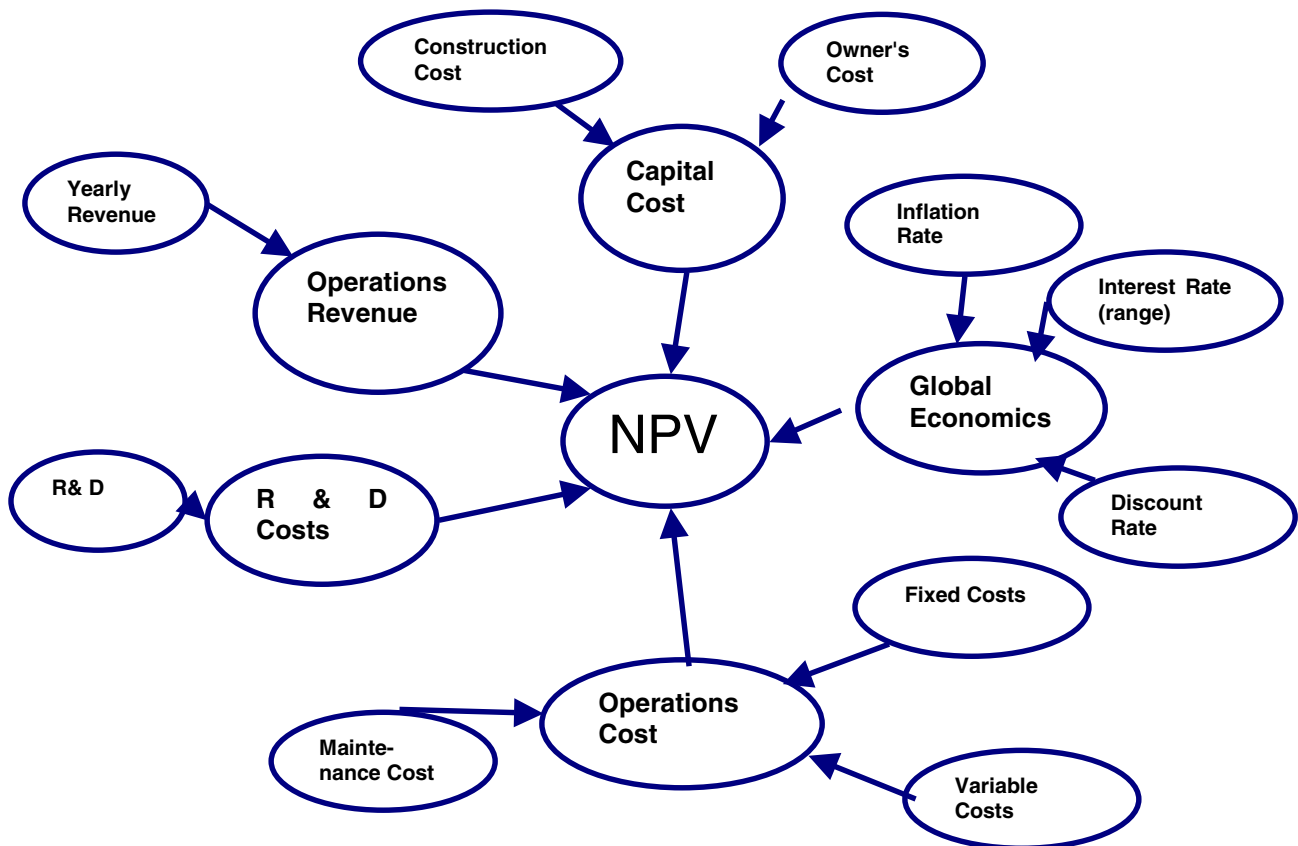 Construction
Cost
Owner's
Cost
Capital
Cost
Yearly
Revenue
Operations
Revenue
Inflation
Rate
Interest Rate
(range)
Global
Economics
NPV
R& D
R & D
Costs
Discount
Rate
Fixed Costs
Operations
Cost
Mainte-
nance Cost
Variable
Costs